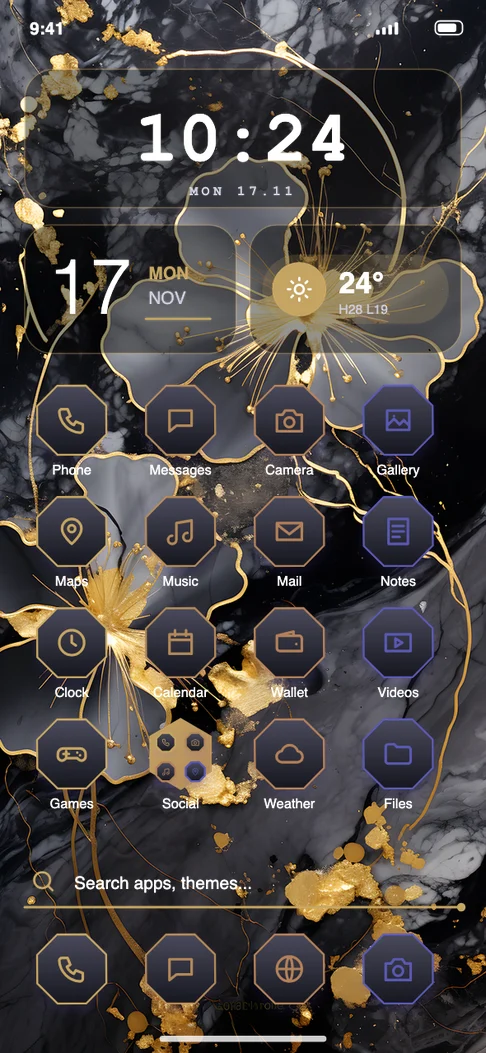 9:41
10:24
MON 17.11
17
MON
NOV
24°
H28 L19
Phone Messages Camera Gallery
Maps Music Mail Notes
Clock Calendar Wallet Videos
Games Social Weather Files
Search apps, themes...